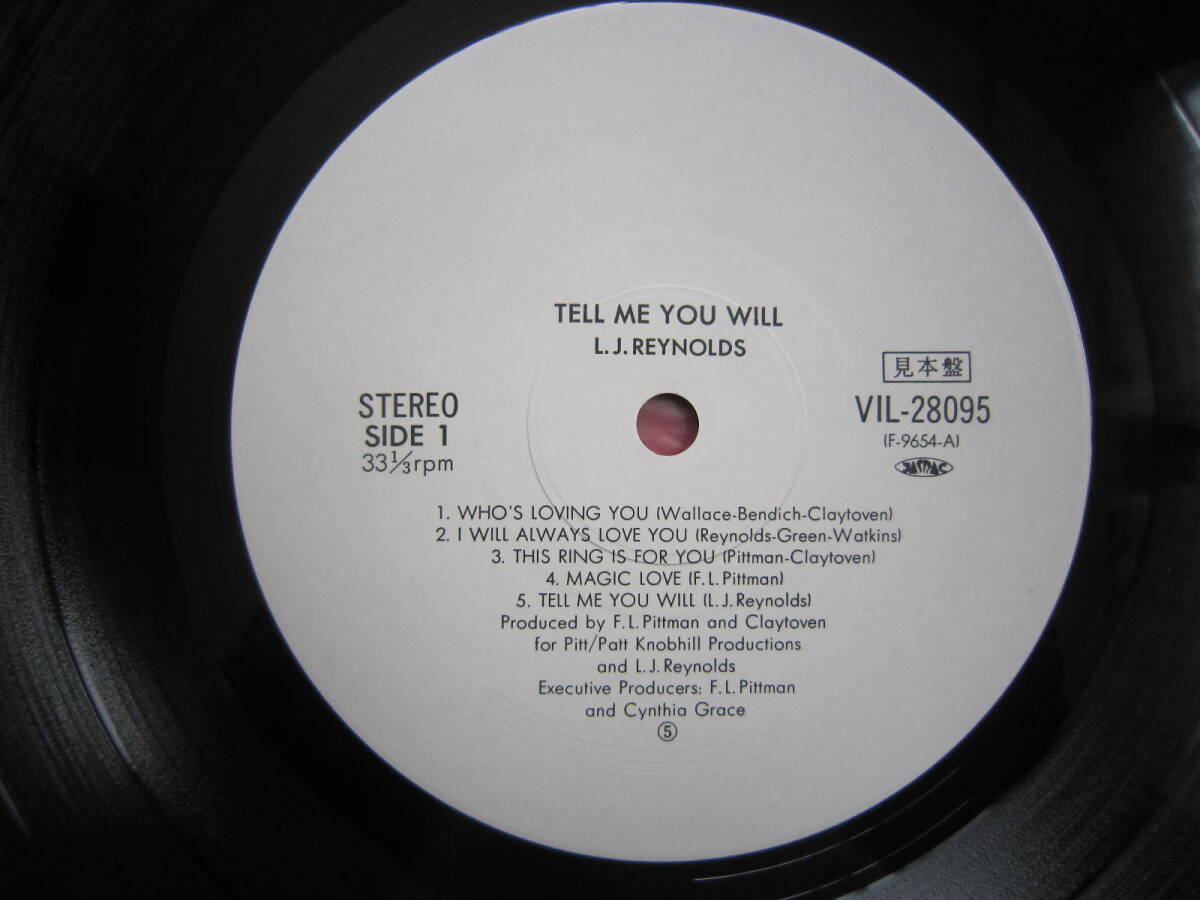 TELL ME YOU WILL
L.J.REYNOLDS
見本盤
STEREO
SIDE 1
33⅓rpm
VIL-28095
(F-9654-A)
JASRAC
1. WHO'S LOVING YOU (Wallace-Bendich-Claytoven)
2. I WILL ALWAYS LOVE YOU (Reynolds-Green-Watkins)
3. THIS RING IS FOR YOU (Pittman-Claytoven)
4. MAGIC LOVE (F.L.Pittman)
5. TELL ME YOU WILL (L.J.Reynolds)
Produced by F.L.Pittman and Claytoven
for Pitt/Patt Knobhill Productions
and L.J.Reynolds
Executive Producers: F.L.Pittman
and Cynthia Grace
⑤